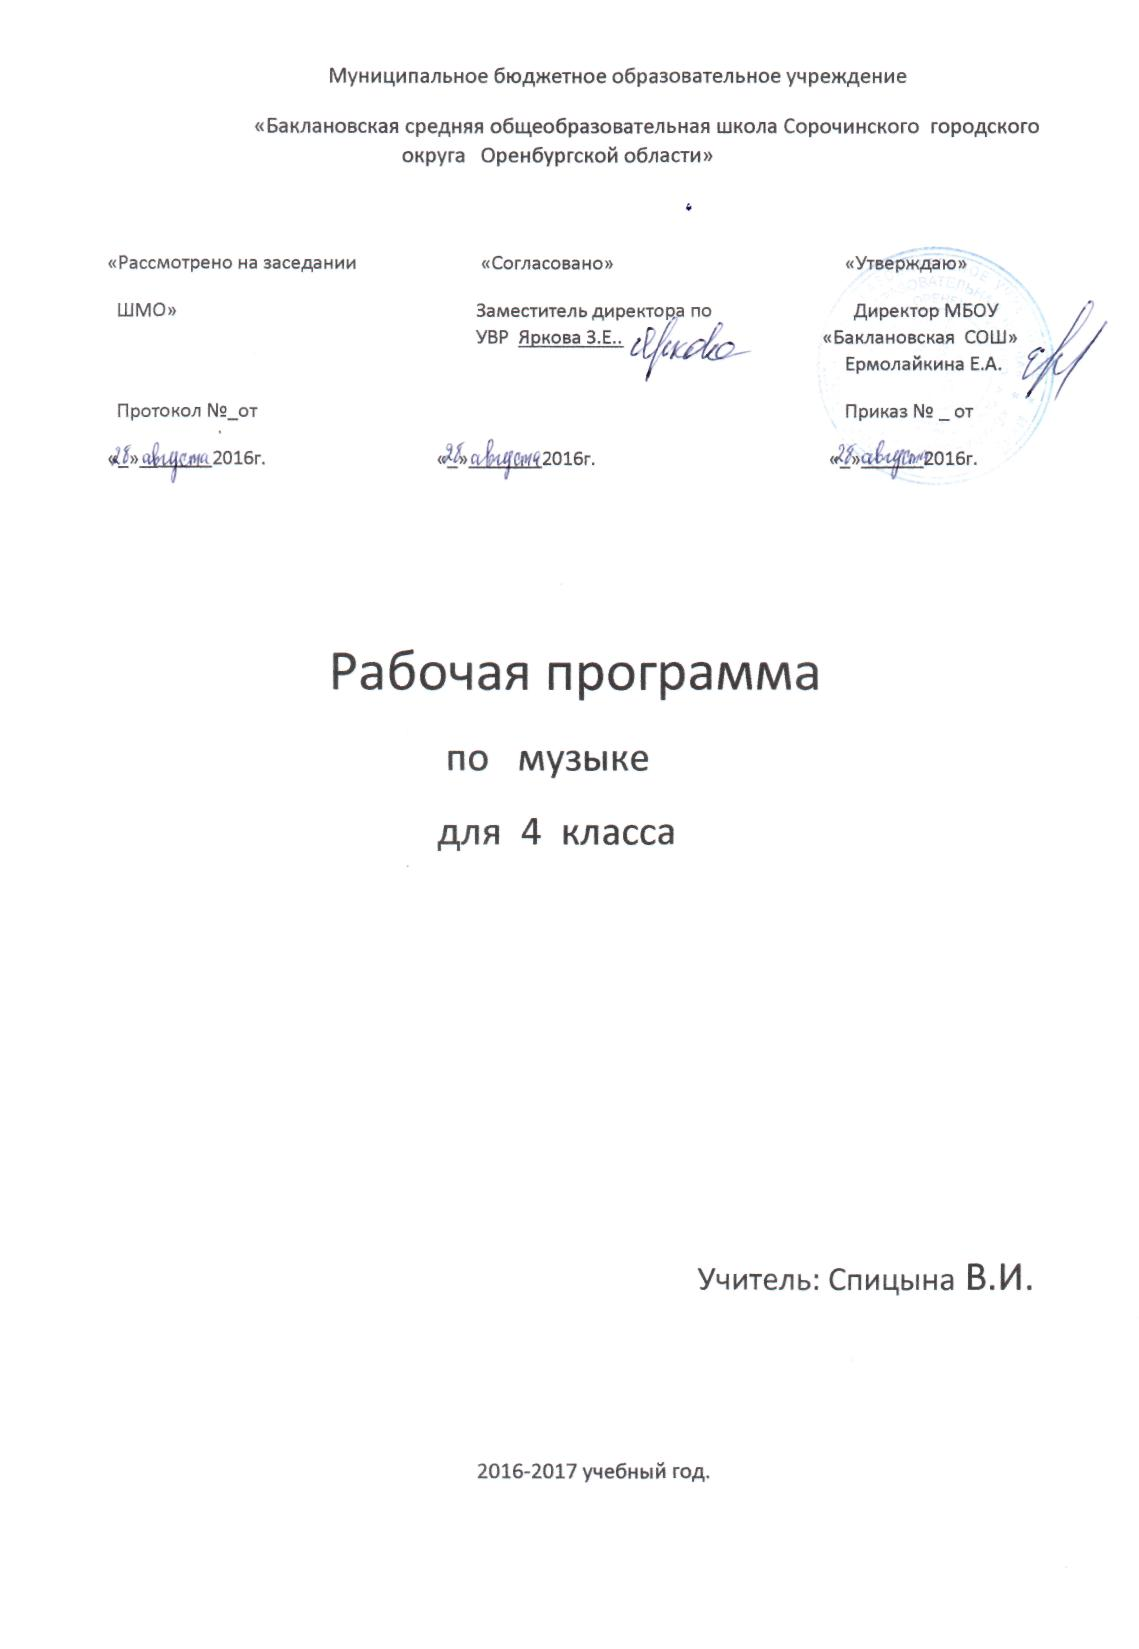 Муниципальное бюджетное образовательное учреждение
«Баклановская средняя общеобразовательная школа Сорочинского городского
округа Оренбургской области»
«Рассмотрено на заседании
ШМО»
Протокол №_от
«28» августа 2016г.
«Согласовано»
Заместитель директора по
УВР Яркова З.Е..
Яркова
«28» августа 2016г.
«Утверждаю»
Директор МБОУ
«Баклановская СОШ»
Ермолайкина Е.А.
Приказ № _ от
«28» августа 2016г.
Рабочая программа
по музыке
для 4 класса
Учитель: Спицына В.И.
2016-2017 учебный год.